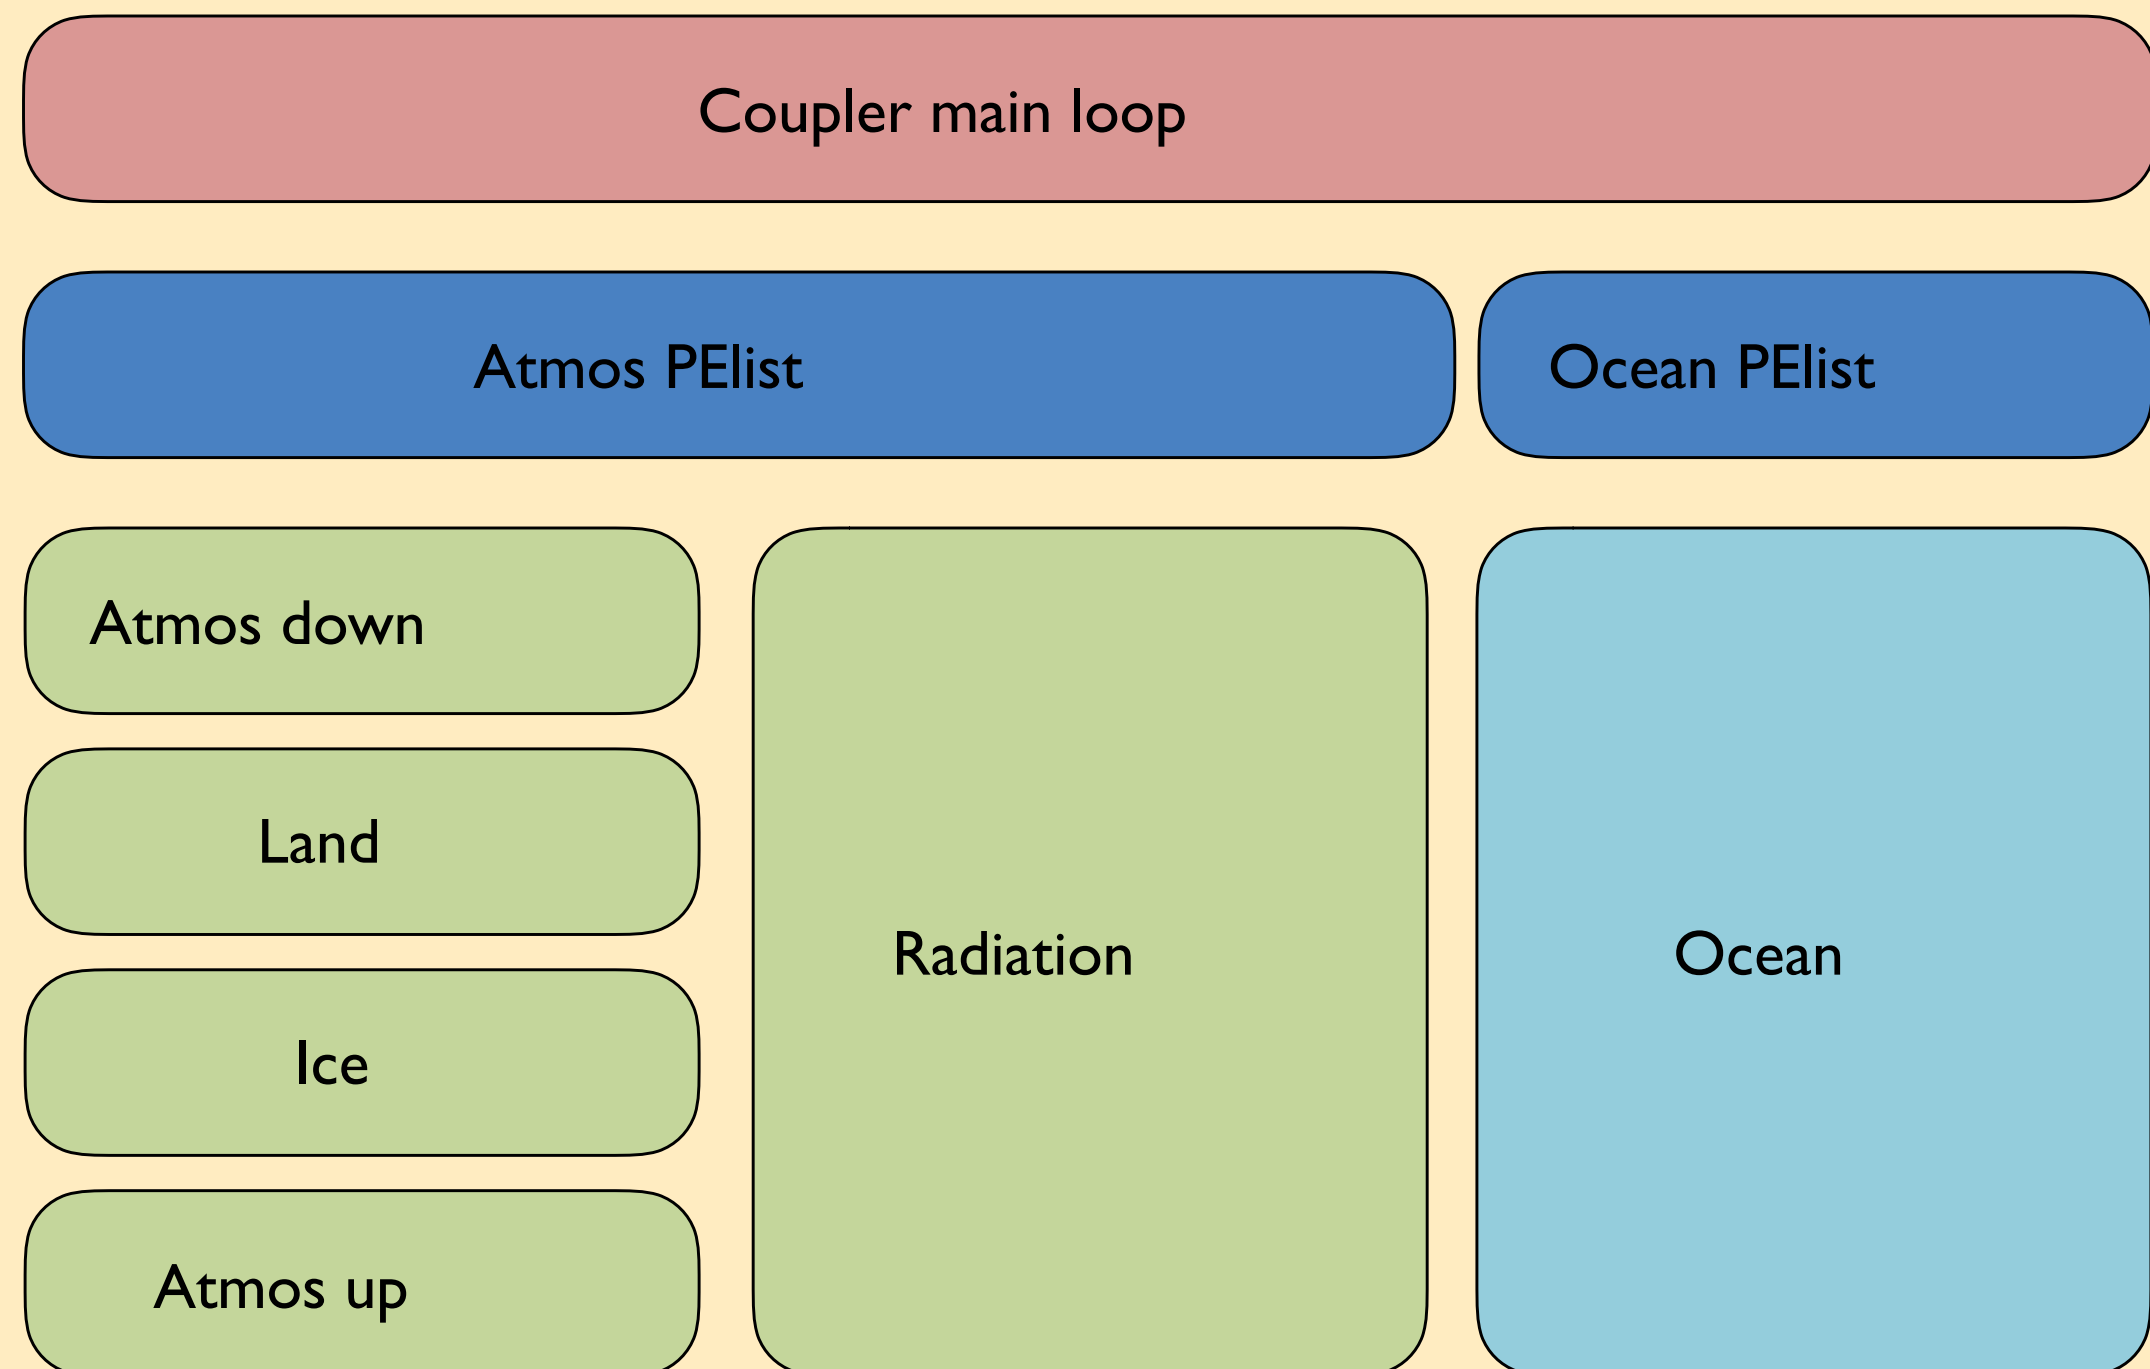 Coupler main loop
Atmos PElist
Ocean PElist
Atmos down
Land
Ice
Atmos up
Radiation
Ocean